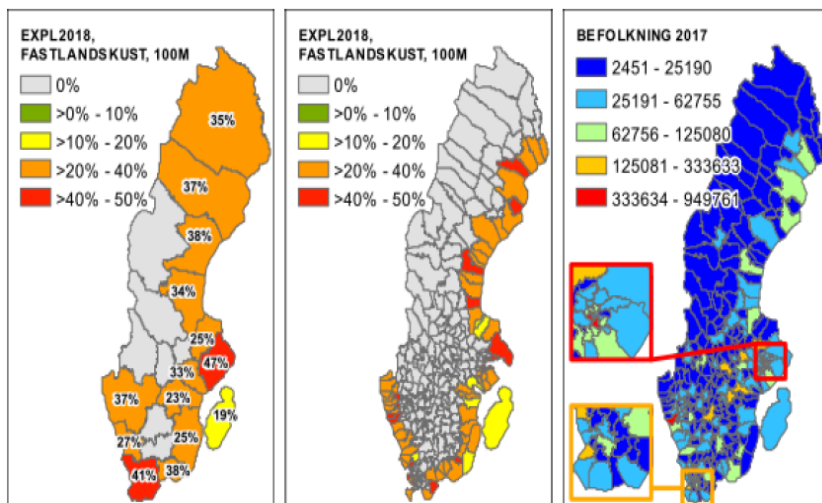 EXPL2018,
FASTLANDSKUST, 100M
0%
>0% - 10%
>10% - 20%
>20% - 40%
>40% - 50%
35%
37%
38%
34%
25%
47%
33%
37%
23%
19%
27%
25%
41%
38%
EXPL2018,
FASTLANDSKUST, 100M
0%
>0% - 10%
>10% - 20%
>20% - 40%
>40% - 50%
BEFOLKNING 2017
2451 - 25190
25191 - 62755
62756 - 125080
125081 - 333633
333634 - 949761